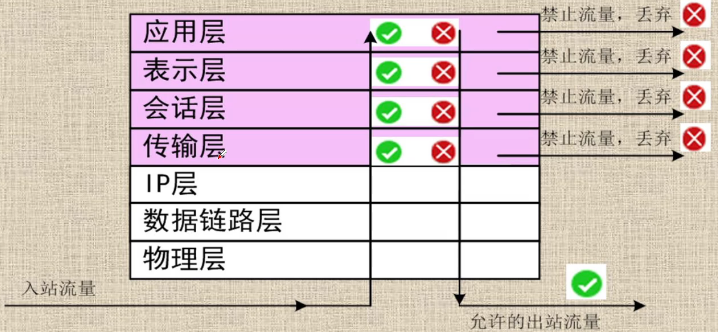 应用层
禁止流量，丢弃
表示层
禁止流量，丢弃
会话层
禁止流量，丢弃
传输层
禁止流量，丢弃
IP层
数据链路层
物理层
入站流量
允许的出站流量